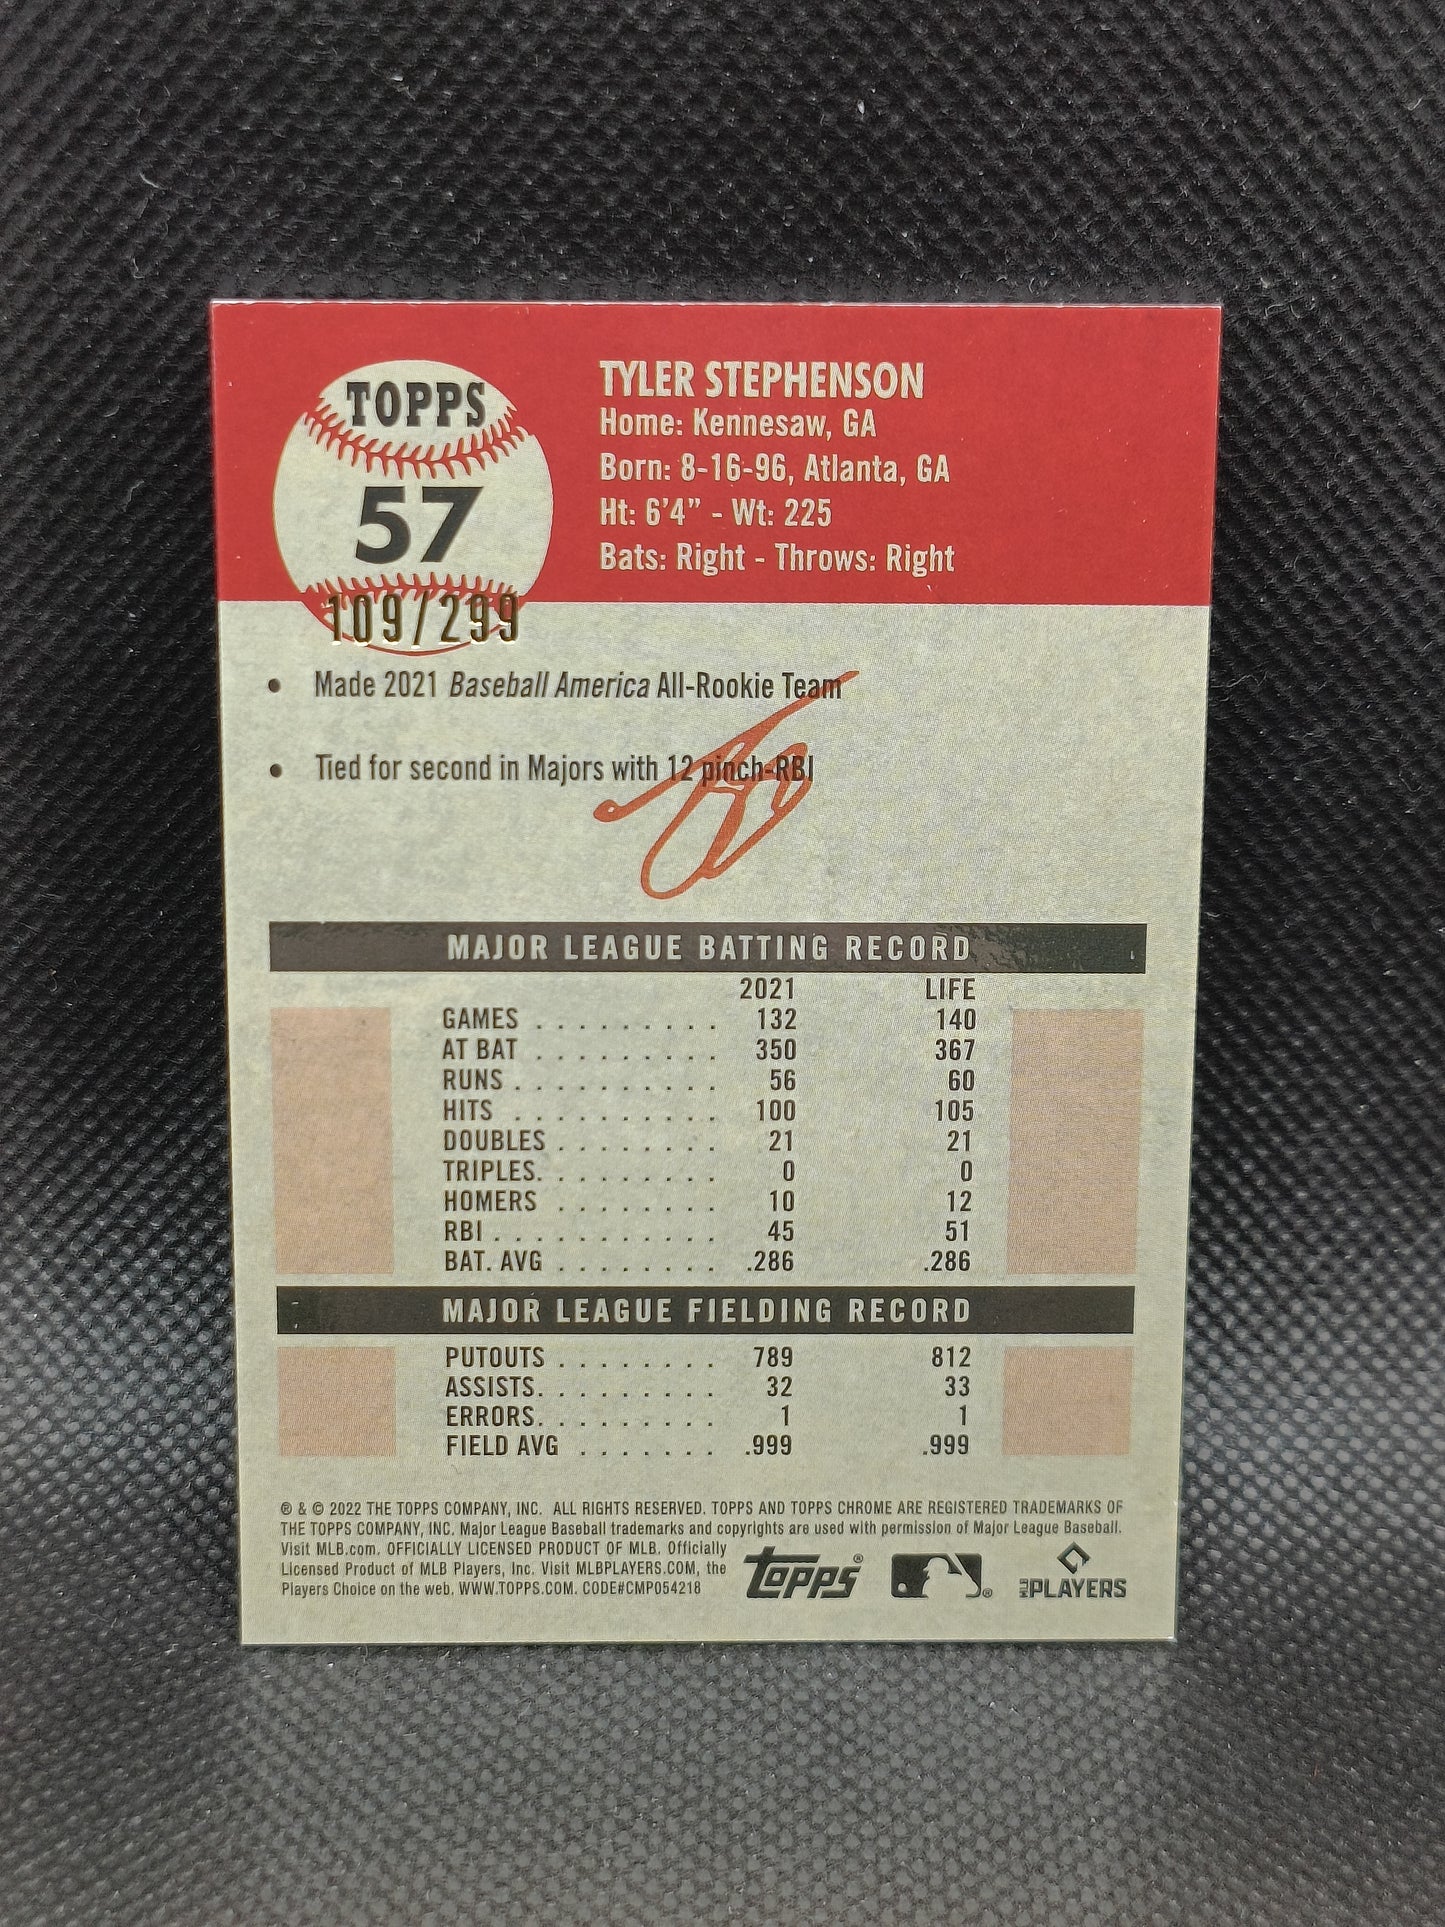 TOPPS
57
109/299
TYLER STEPHENSON
Home: Kennesaw, GA
Born: 8-16-96, Atlanta, GA
Ht: 6'4" - Wt: 225
Bats: Right - Throws: Right
• Made 2021 Baseball America All-Rookie Team
• Tied for second in Majors with 12 pinch-RBI
MAJOR LEAGUE BATTING RECORD
2021 LIFE
GAMES . . . . . . . . . 132 140
AT BAT . . . . . . . . . 350 367
RUNS . . . . . . . . . . 56 60
HITS . . . . . . . . . . 100 105
DOUBLES . . . . . . . . 21 21
TRIPLES. . . . . . . . . 0 0
HOMERS . . . . . . . . 10 12
RBI . . . . . . . . . . . 45 51
BAT. AVG . . . . . . . . .286 .286
MAJOR LEAGUE FIELDING RECORD
PUTOUTS . . . . . . . . 789 812
ASSISTS. . . . . . . . . 32 33
ERRORS. . . . . . . . . 1 1
FIELD AVG . . . . . . . .999 .999
® & © 2022 THE TOPPS COMPANY, INC. ALL RIGHTS RESERVED. TOPPS AND TOPPS CHROME ARE REGISTERED TRADEMARKS OF
THE TOPPS COMPANY, INC. Major League Baseball trademarks and copyrights are used with permission of Major League Baseball.
Visit MLB.com. OFFICIALLY LICENSED PRODUCT OF MLB. Officially
Licensed Product of MLB Players, Inc. Visit MLBPLAYERS.COM, the
Players Choice on the web. WWW.TOPPS.COM. CODE#CMP054218
Topps®
®
MLB PLAYERS